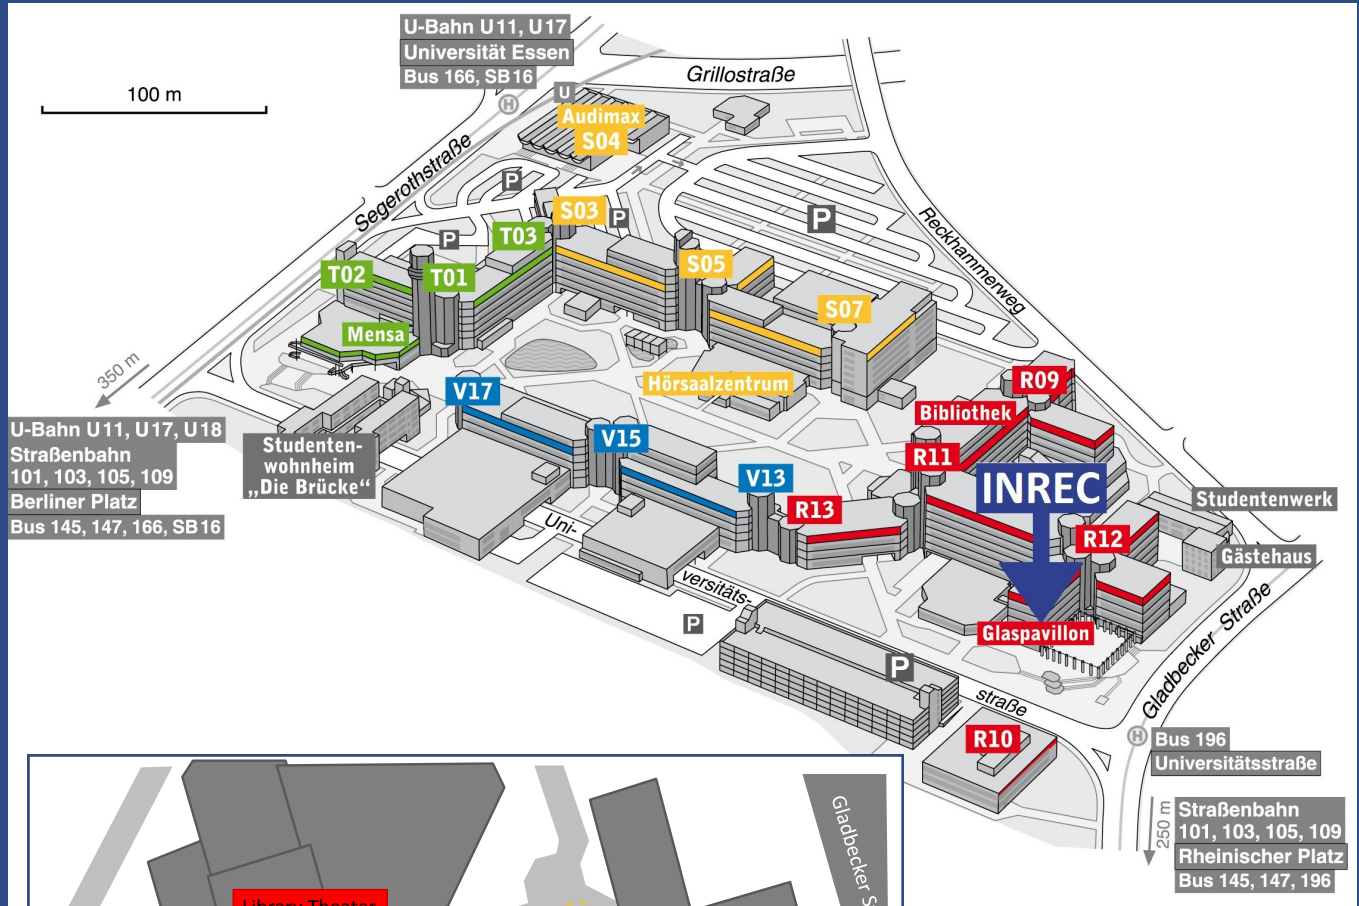 U-Bahn U11, U17
Universität Essen
Bus 166, SB16
H
U
Grillostraße
100 m
Audimax
S04
Segerothstraße
P
P
P
P
S03
T03
S05
T02
T01
S07
Reckhammerweg
Mensa
350 m
Hörsaalzentrum
V17
R09
Bibliothek
U-Bahn U11, U17, U18
Straßenbahn
101, 103, 105, 109
Berliner Platz
Bus 145, 147, 166, SB16
Studenten-
wohnheim
„Die Brücke“
V15
R11
V13
INREC
R13
Studentenwerk
Uni-
R12
Gästehaus
versitäts-
P
Glaspavillon
Gladbecker Straße
P
straße
R10
H
Bus 196
Universitätsstraße
250 m
Straßenbahn
101, 103, 105, 109
Rheinischer Platz
Bus 145, 147, 196
Gladbecker S
Library Theater